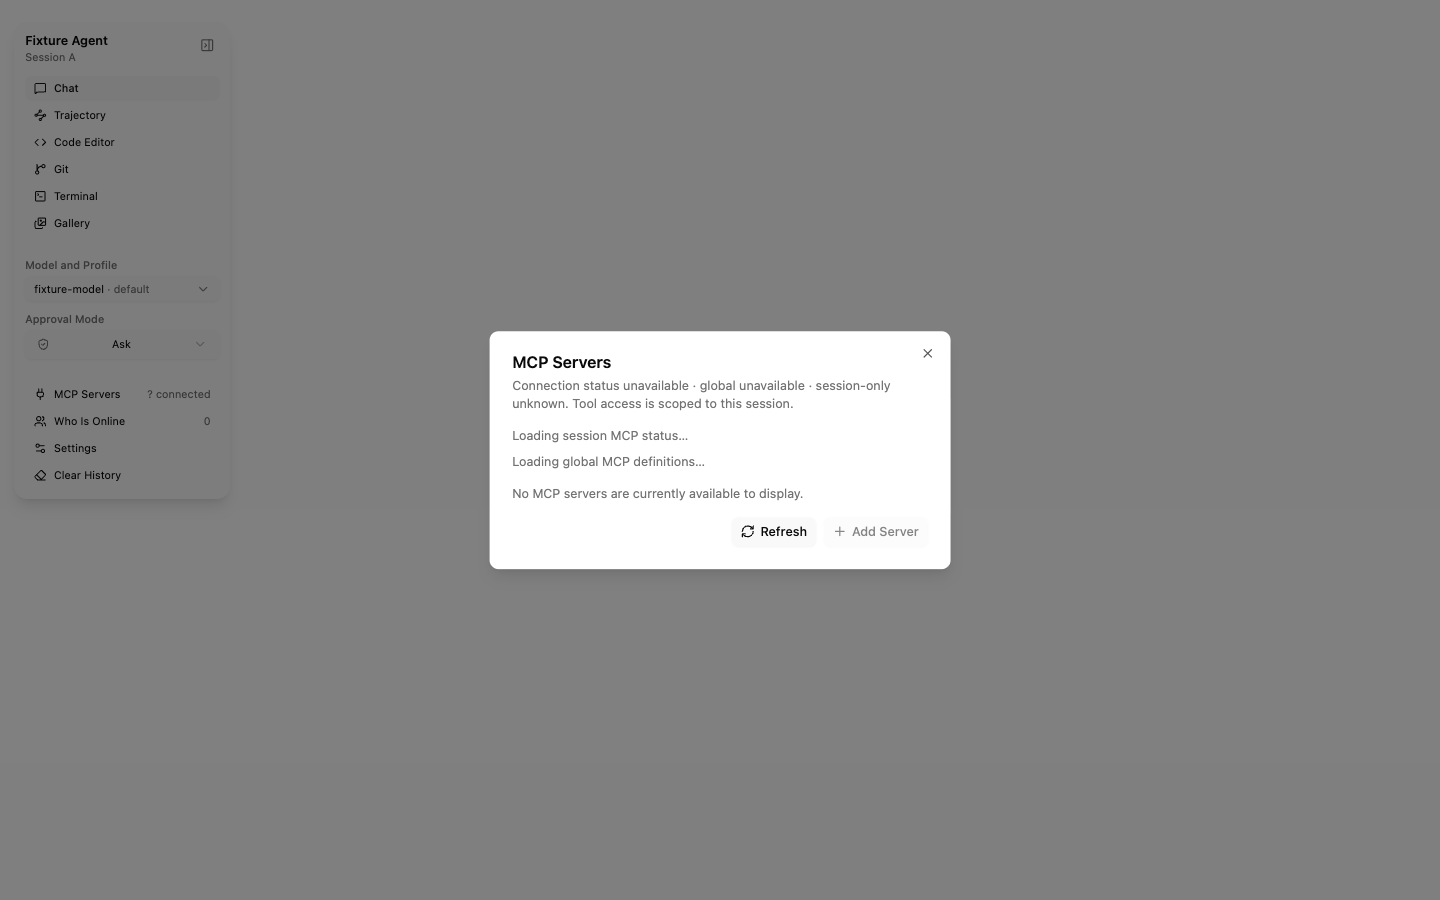 Fixture Agent
Session A
Chat
Trajectory
Code Editor
Git
Terminal
Gallery
Model and Profile
fixture-model · default
Approval Mode
Ask
MCP Servers ? connected
Who Is Online 0
Settings
Clear History
MCP Servers
Connection status unavailable · global unavailable · session-only
unknown. Tool access is scoped to this session.
Loading session MCP status...
Loading global MCP definitions...
No MCP servers are currently available to display.
Refresh Add Server